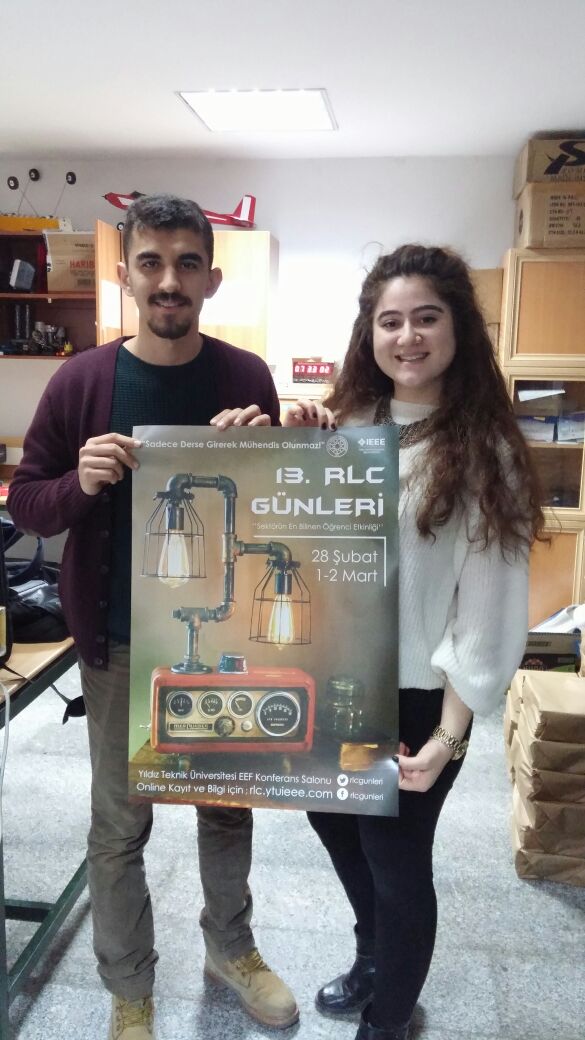 HARIB
"Sadece Derse Girerek Mühendis Olunmaz!"
IEEE
13. RLC
GÜNLERİ
"Sektörün En Bilinen Öğrenci Etkinliği"
28 Şubat
1-2 Mart
Yıldız Teknik Üniversitesi EEF Konferans Salonu
rlcgunleri
Online Kayıt ve Bilgi için : rlc.ytuieee.com
rlcgunleri